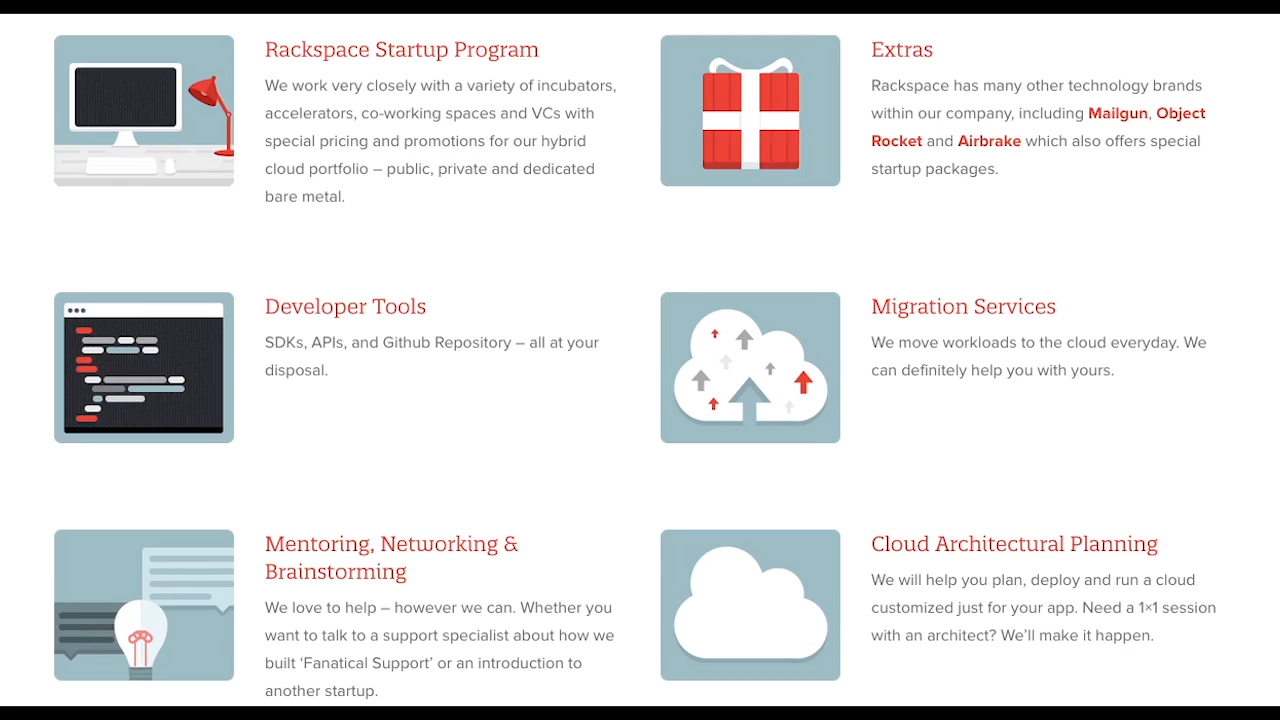 Rackspace Startup Program
We work very closely with a variety of incubators,
accelerators, co-working spaces and VCs with
special pricing and promotions for our hybrid
cloud portfolio – public, private and dedicated
bare metal.
Extras
Rackspace has many other technology brands
within our company, including Mailgun, Object
Rocket and Airbrake which also offers special
startup packages.
Developer Tools
SDKs, APIs, and Github Repository – all at your
disposal.
Migration Services
We move workloads to the cloud everyday. We
can definitely help you with yours.
Mentoring, Networking &
Brainstorming
We love to help – however we can. Whether you
want to talk to a support specialist about how we
built ‘Fanatical Support’ or an introduction to
another startup.
Cloud Architectural Planning
We will help you plan, deploy and run a cloud
customized just for your app. Need a 1×1 session
with an architect? We’ll make it happen.